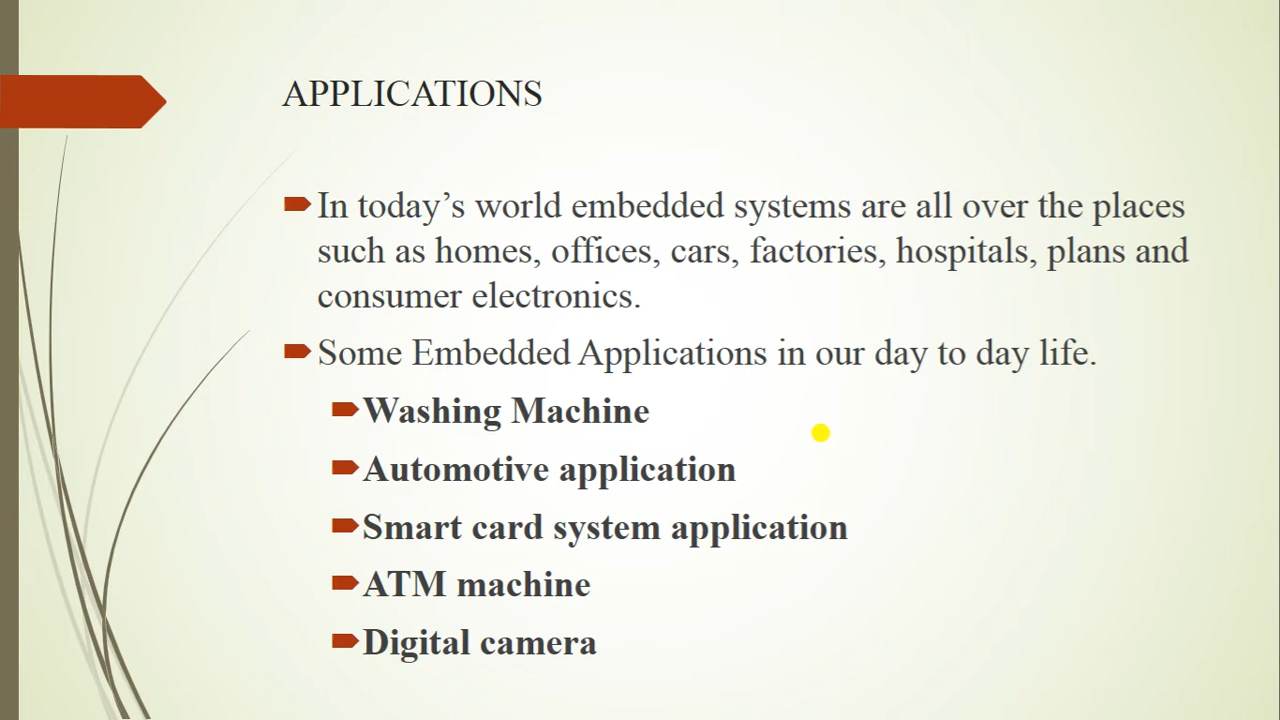 APPLICATIONS
In today’s world embedded systems are all over the places
such as homes, offices, cars, factories, hospitals, plans and
consumer electronics.
Some Embedded Applications in our day to day life.
Washing Machine
Automotive application
Smart card system application
ATM machine
Digital camera